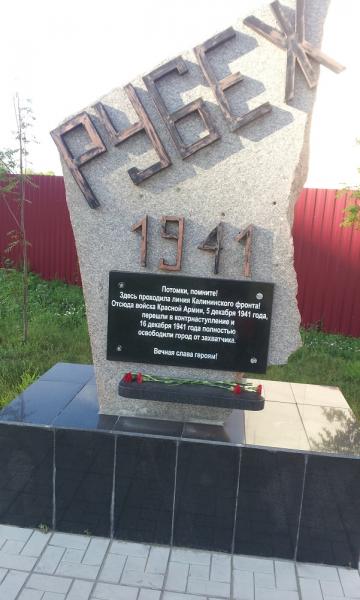 РУБЕЖ
1941
Потомки, помните!
Здесь проходила линия Калининского фронта!
Отсюда войска Красной Армии, 5 декабря 1941 года,
перешли в контрнаступление и
16 декабря 1941 года полностью
освободили город от захватчика.
Вечная слава героям!